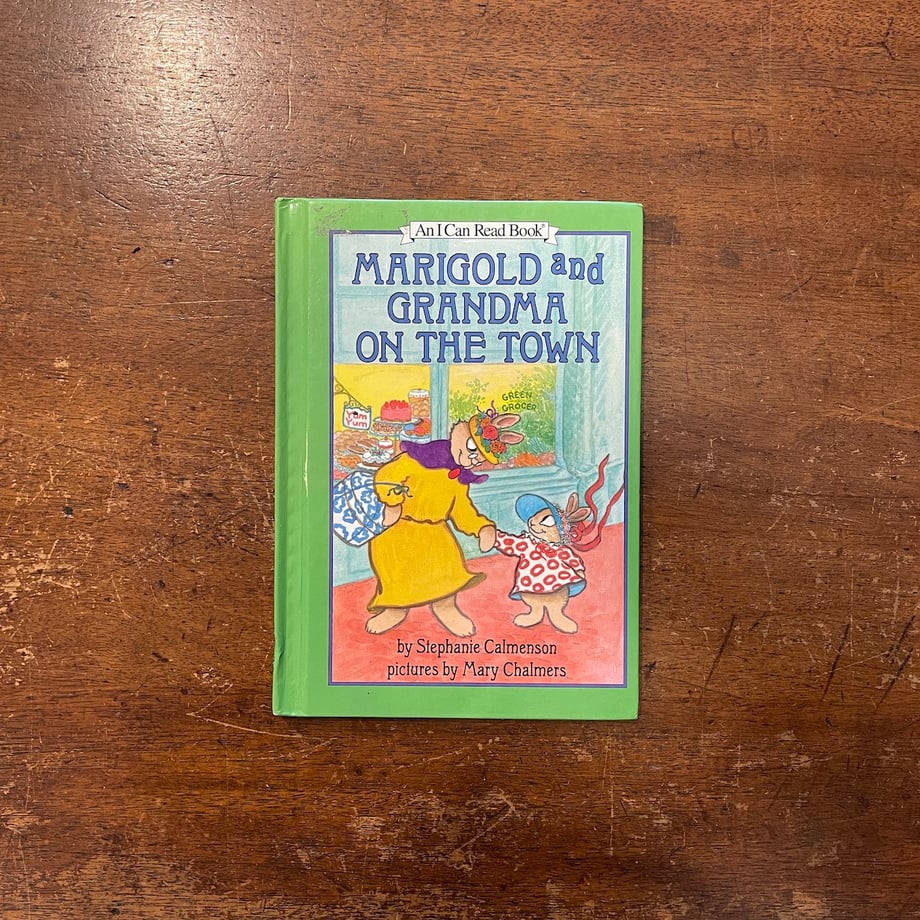 An I Can Read Book®
MARIGOLD and
GRANDMA
ON THE TOWN
GREEN
GROCER
Yum
Yum
by Stephanie Calmenson
pictures by Mary Chalmers